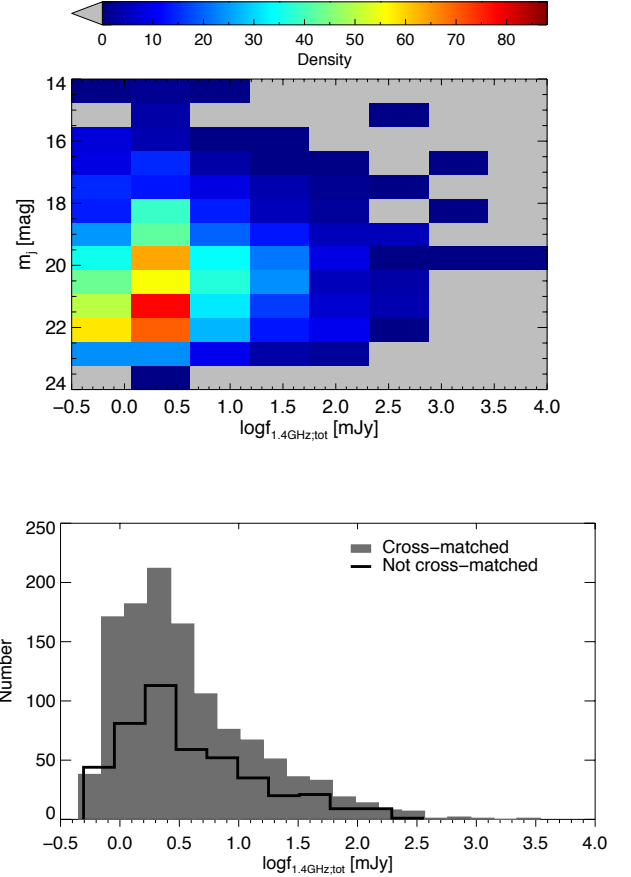 0 10 20 30 40 50 60 70 80
Density
14
16
18
20
22
24
m_j [mag]
−0.5 0.0 0.5 1.0 1.5 2.0 2.5 3.0 3.5 4.0
logf_1.4GHz;tot [mJy]
250
200
150
100
50
0
Number
Cross−matched
Not cross−matched
−0.5 0.0 0.5 1.0 1.5 2.0 2.5 3.0 3.5 4.0
logf_1.4GHz;tot [mJy]